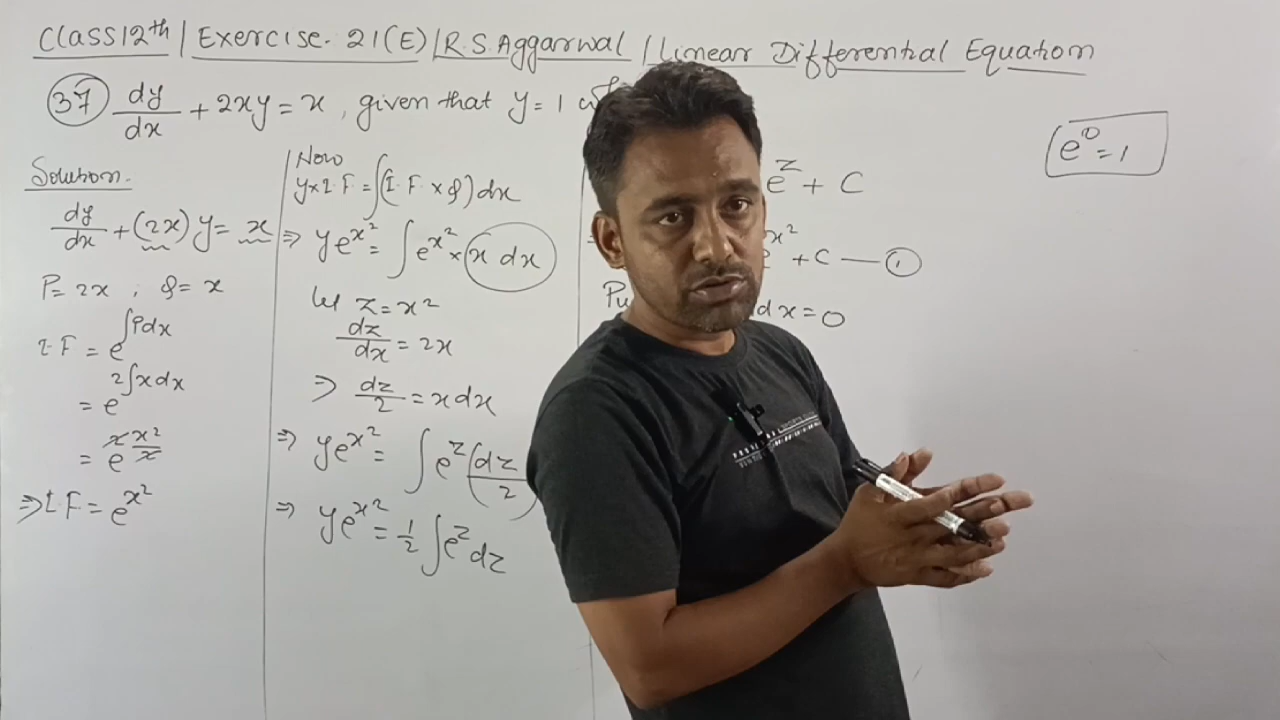 Class 12th | Exercise. 21(E) | R.S. Aggarwal | Linear Differential Equation
37 dy/dx + 2xy = x , given that y = 1
Solution.
dy/dx + (2x) y = x
P = 2x ; Q = x
I.F = e^∫Pdx
= e^2∫xdx
= e^2 x²/2
⇒ I.F = e^x²
Now
y×I.F = ∫(I.F × Q) dx
⇒ ye^x² = ∫ e^x² × x dx
let z = x²
dz/dx = 2x
⇒ dz/2 = x dx
⇒ ye^x² = ∫ e^z (dz/2)
⇒ ye^x² = 1/2 ∫ e^z dz
e^z + C
+ C — 1
dx = 0
e^0 = 1